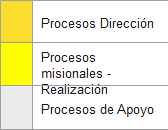 Procesos Dirección
Procesos
misionales -
Realización
Procesos de Apoyo